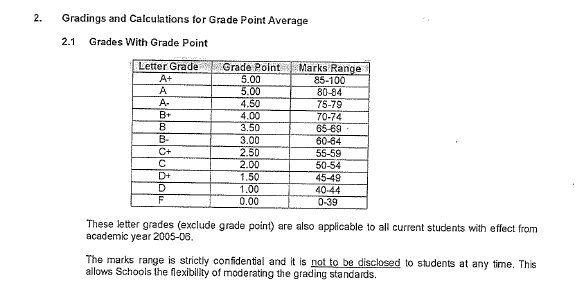 2. Gradings and Calculations for Grade Point Average
2.1 Grades With Grade Point
Letter Grade Grade Point Marks Range
A+ 5.00 85-100
A 5.00 80-84
A- 4.50 75-79
B+ 4.00 70-74
B 3.50 65-69
B- 3.00 60-64
C+ 2.50 55-59
C 2.00 50-54
D+ 1.50 45-49
D 1.00 40-44
F 0.00 0-39
These letter grades (exclude grade point) are also applicable to all current students with effect from
academic year 2005-06.
The marks range is strictly confidential and it is not to be disclosed to students at any time. This
allows Schools the flexibility of moderating the grading standards.